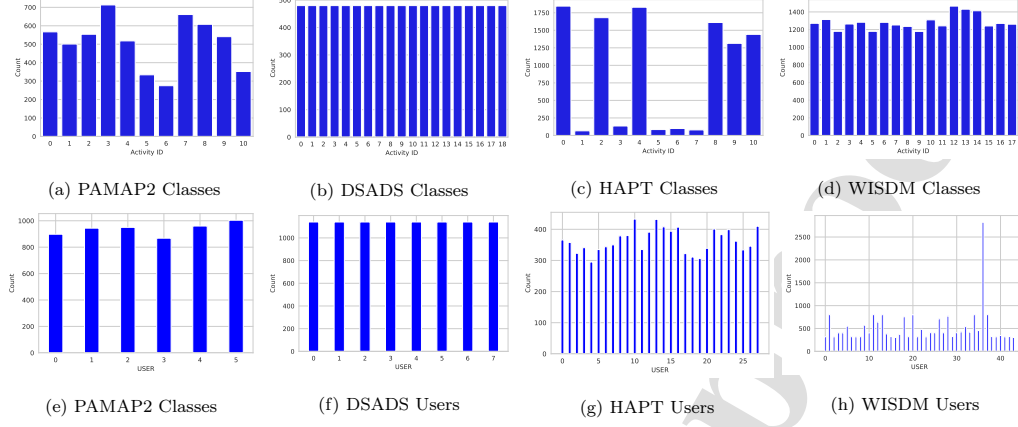 700
600
500
400
300
200
100
0
Count
0 1 2 3 4 5 6 7 8 9 10
Activity ID
(a) PAMAP2 Classes
500
400
300
200
100
0
Count
0 1 2 3 4 5 6 7 8 9 10 11 12 13 14 15 16 17 18
Activity ID
(b) DSADS Classes
1750
1500
1250
1000
750
500
250
0
Count
0 1 2 3 4 5 6 7 8 9 10
Activity ID
(c) HAPT Classes
1400
1200
1000
800
600
400
200
0
Count
0 1 2 3 4 5 6 7 8 9 10 11 12 13 14 15 16 17
Activity ID
(d) WISDM Classes
1000
800
600
400
200
0
Count
0 1 2 3 4 5
USER
(e) PAMAP2 Classes
1000
800
600
400
200
0
Count
0 1 2 3 4 5 6 7
USER
(f) DSADS Users
400
300
200
100
0
Count
0 5 10 15 20 25
USER
(g) HAPT Users
2500
2000
1500
1000
500
0
Count
0 10 20 30 40
USER
(h) WISDM Users